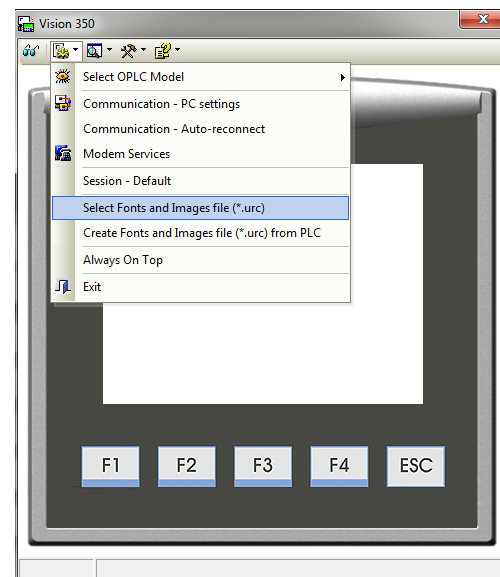 Vision 350
Select OPLC Model
Communication - PC settings
Communication - Auto-reconnect
Modem Services
Session - Default
Select Fonts and Images file (*.urc)
Create Fonts and Images file (*.urc) from PLC
Always On Top
Exit
F1 F2 F3 F4 ESC